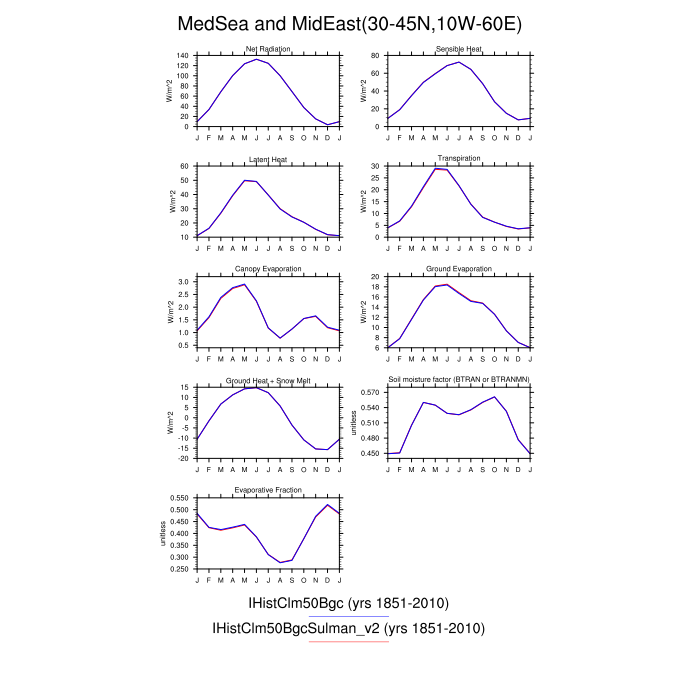 MedSea and MidEast(30-45N,10W-60E)
Net Radiation
W/m^2
140
120
100
80
60
40
20
0
J F M A M J J A S O N D J
Sensible Heat
W/m^2
80
60
40
20
0
J F M A M J J A S O N D J
Latent Heat
W/m^2
60
50
40
30
20
10
J F M A M J J A S O N D J
Transpiration
W/m^2
30
25
20
15
10
5
0
J F M A M J J A S O N D J
Canopy Evaporation
W/m^2
3.0
2.5
2.0
1.5
1.0
0.5
J F M A M J J A S O N D J
Ground Evaporation
W/m^2
20
18
16
14
12
10
8
6
J F M A M J J A S O N D J
Ground Heat + Snow Melt
W/m^2
15
10
5
0
-5
-10
-15
-20
J F M A M J J A S O N D J
Soil moisture factor (BTRAN or BTRANMN)
unitless
0.570
0.540
0.510
0.480
0.450
J F M A M J J A S O N D J
Evaporative Fraction
unitless
0.550
0.500
0.450
0.400
0.350
0.300
0.250
J F M A M J J A S O N D J
IHistClm50Bgc (yrs 1851-2010)
IHistClm50BgcSulman_v2 (yrs 1851-2010)